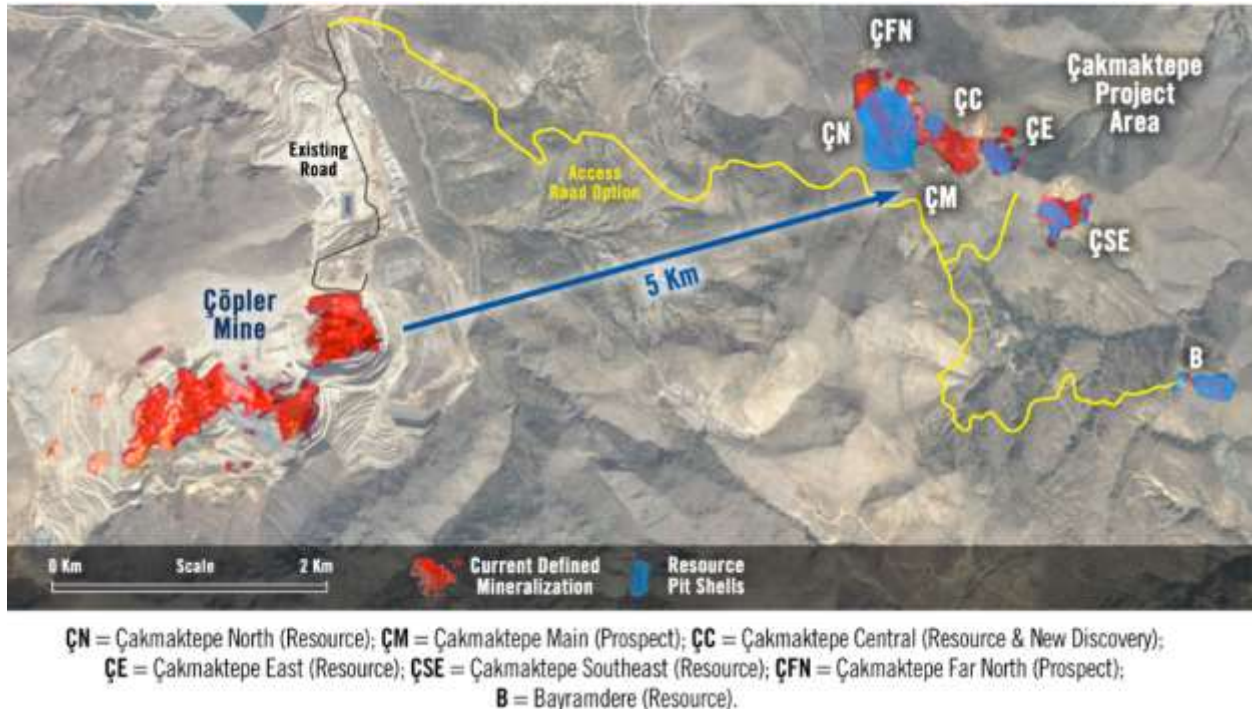 ÇFN
Çakmaktepe
Project
Area
ÇC
ÇN
ÇE
Existing
Road
Access
Road Option
ÇM
ÇSE
5 Km
Çöpler
Mine
B
0 Km Scale 2 Km
Current Defined
Mineralization
Resource
Pit Shells
ÇN = Çakmaktepe North (Resource); ÇM = Çakmaktepe Main (Prospect); ÇC = Çakmaktepe Central (Resource & New Discovery);
ÇE = Çakmaktepe East (Resource); ÇSE = Çakmaktepe Southeast (Resource); ÇFN = Çakmaktepe Far North (Prospect);
B = Bayramdere (Resource).